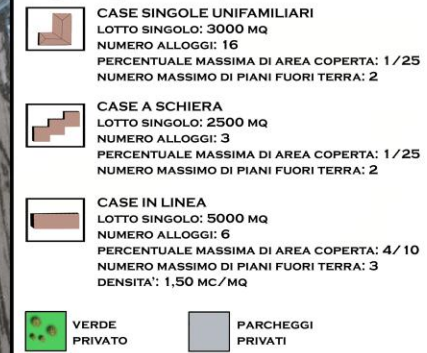 CASE SINGOLE UNIFAMILIARI
LOTTO SINGOLO: 3000 MQ
NUMERO ALLOGGI: 16
PERCENTUALE MASSIMA DI AREA COPERTA: 1/25
NUMERO MASSIMO DI PIANI FUORI TERRA: 2
CASE A SCHIERA
LOTTO SINGOLO: 2500 MQ
NUMERO ALLOGGI: 3
PERCENTUALE MASSIMA DI AREA COPERTA: 1/25
NUMERO MASSIMO DI PIANI FUORI TERRA: 2
CASE IN LINEA
LOTTO SINGOLO: 5000 MQ
NUMERO ALLOGGI: 6
PERCENTUALE MASSIMA DI AREA COPERTA: 4/10
NUMERO MASSIMO DI PIANI FUORI TERRA: 3
DENSITA': 1,50 MC/MQ
VERDE
PRIVATO
PARCHEGGI
PRIVATI